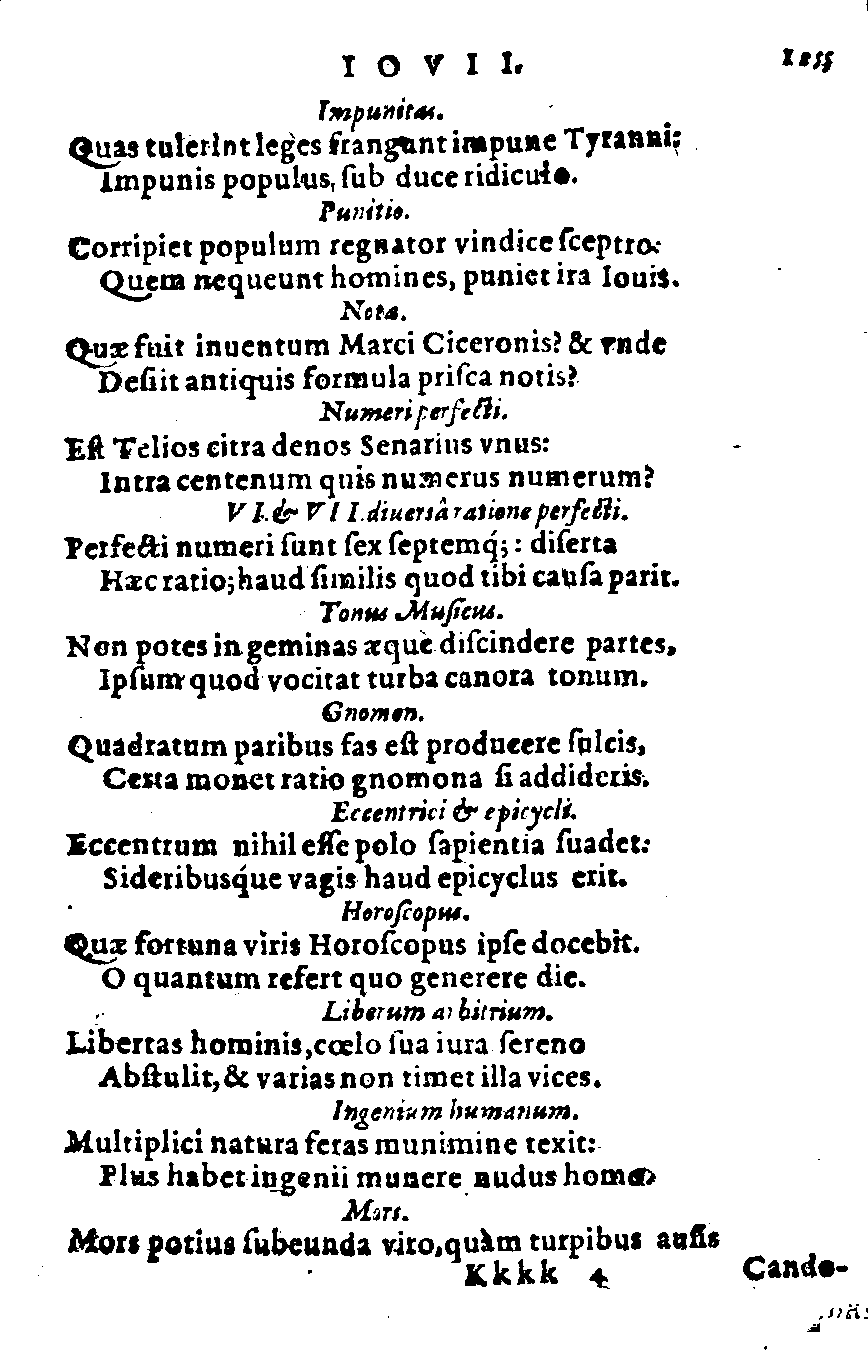 IOVII. 1255
Impunitas.
Quas tulerint leges frangunt impune Tyranni:
Impunis populus, ſub duce ridiculo.
Punitio.
Corripiet populum regnator vindice ſceptro:
Quem nequeunt homines, puniet ira Iouis.
Nota.
Quæ fuit inuentum Marci Ciceronis? & vnde
Deſiit antiquis formula priſca notis?
Numeri perfecti.
Eſt Telios citra denos Senarius vnus:
Intra centenum quis numerus numerum?
VI. & VII. diuersâ ratione perfecti.
Perfecti numeri ſunt ſex ſeptemq́;: diſerta
Hæc ratio; haud ſimilis quod tibi cauſa parit.
Tonus Muſicus.
Non potes in geminas æquè diſcindere partes,
Ipſum quod vocitat turba canora tonum.
Gnomon.
Quadratum paribus fas eſt producere ſulcis,
Certa monet ratio gnomona ſi addideris.
Eccentrici & epicycli.
Eccentrum nihil eſſe polo ſapientia ſuadet:
Sideribusq́ue vagis haud epicyclus erit.
Horoſcopus.
Quæ fortuna viris Horoſcopus ipſe docebit.
O quantum refert quo generere die.
Liberum arbitrium.
Libertas hominis, cœlo ſua iura ſereno
Abſtulit, & varias non timet illa vices.
Ingenium humanum.
Multiplici natura feras munimine texit:
Plus habet ingenii munere nudus homo
Mors.
Mors potius ſubeunda viro, quàm turpibus auſis
Kkkk 4 Cando-